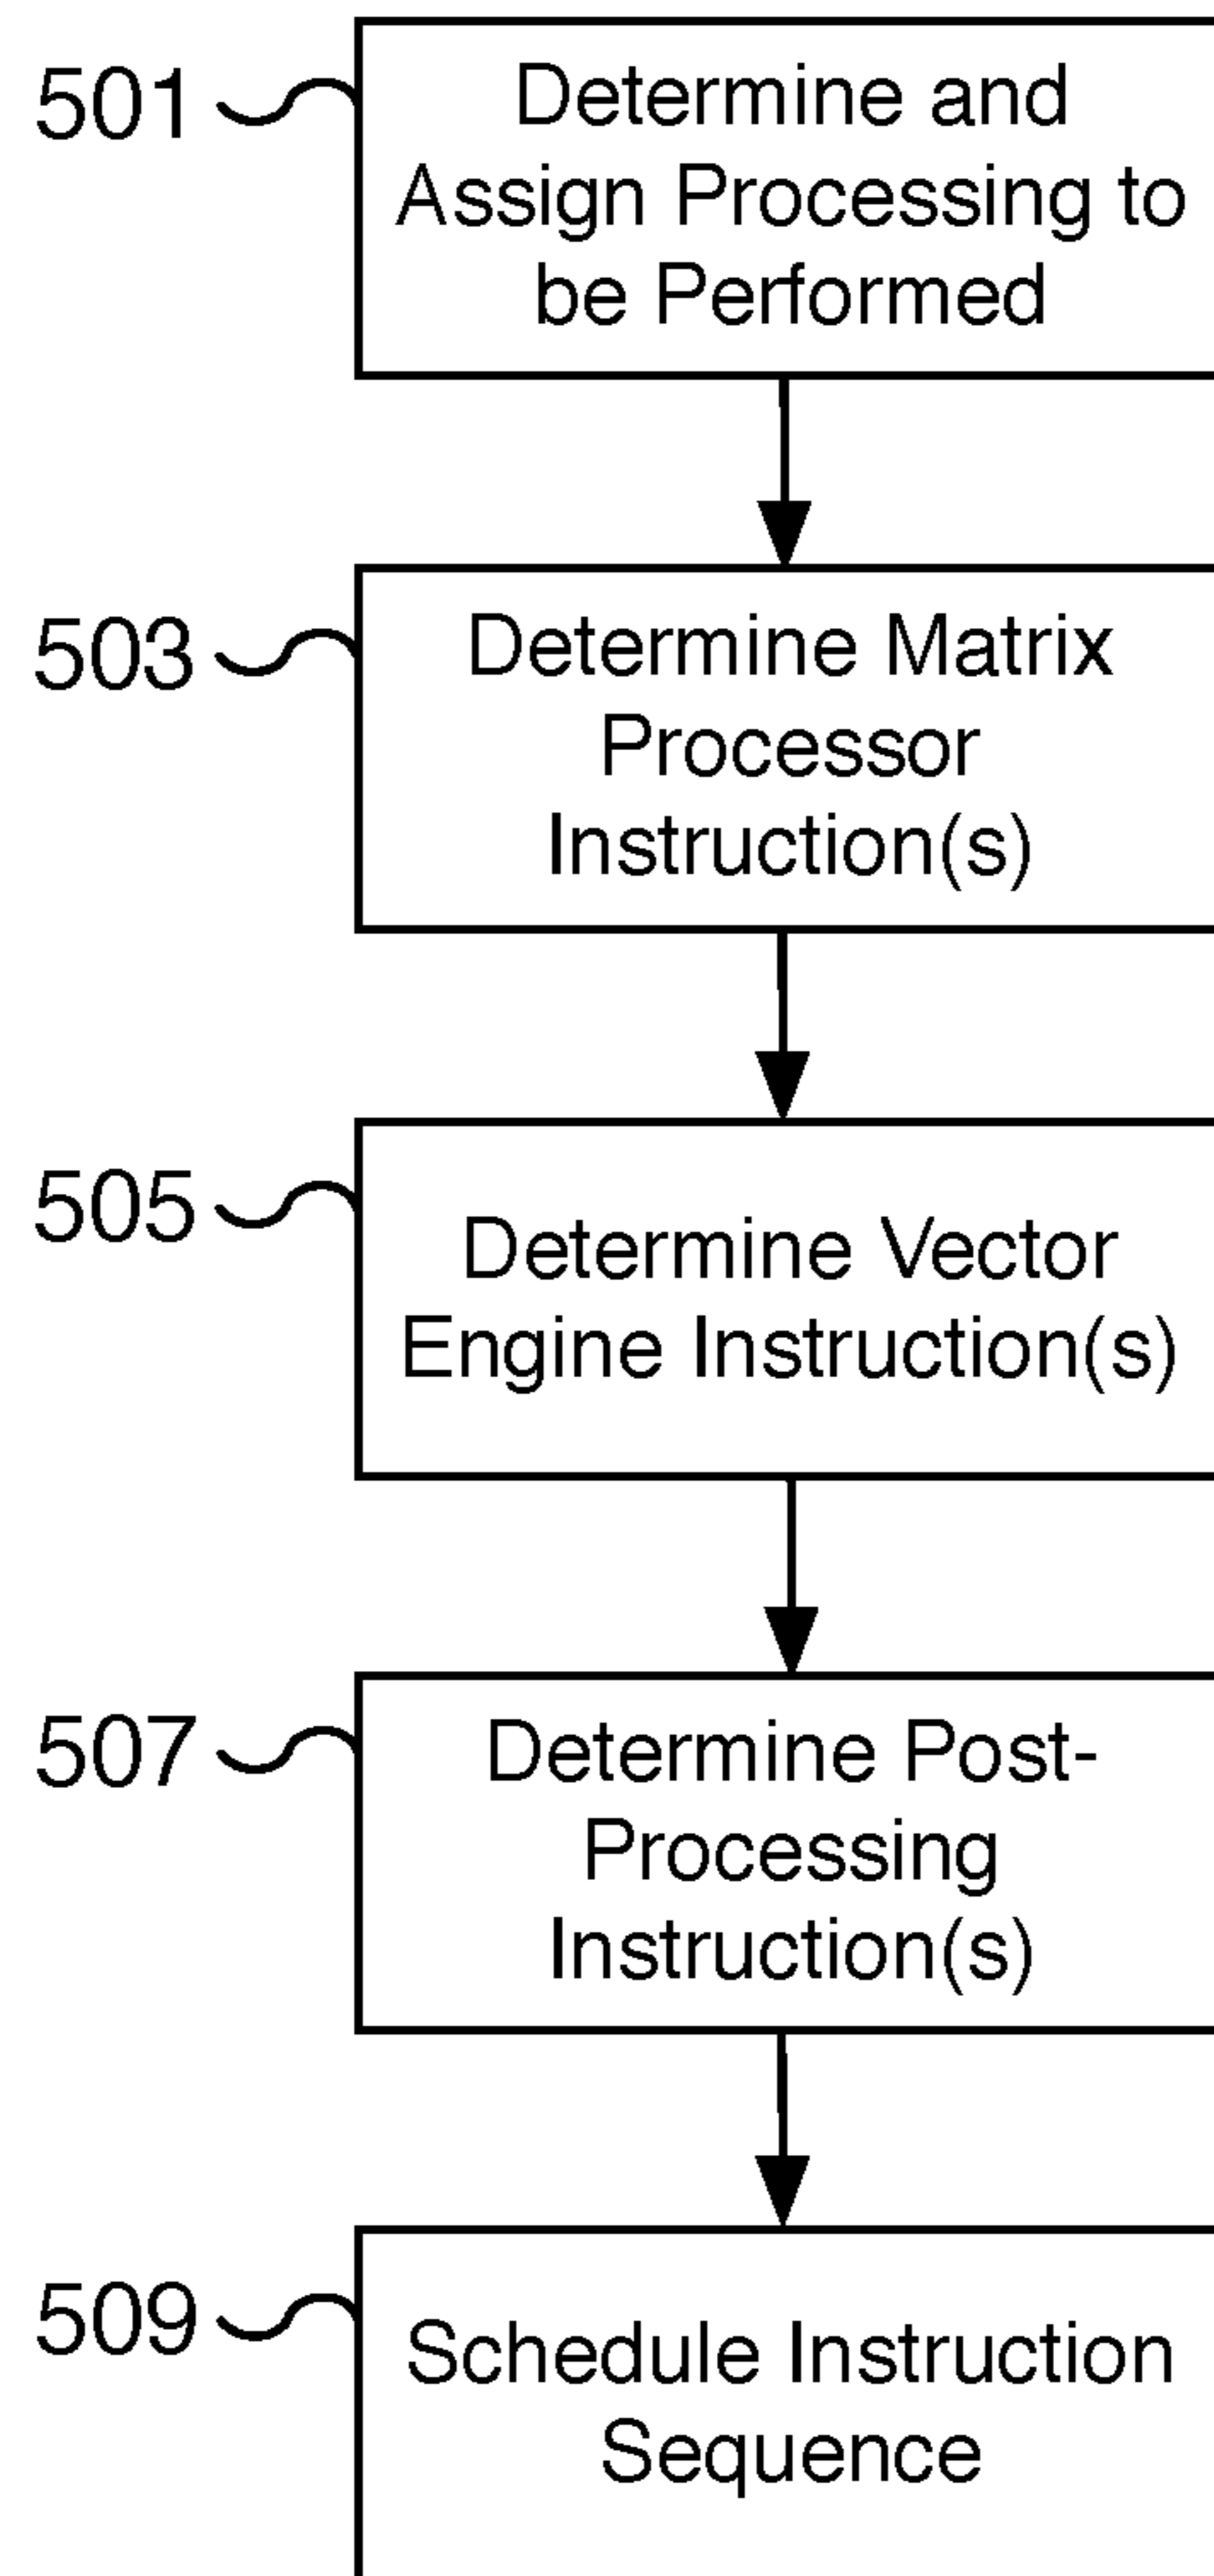 501
Determine and
Assign Processing to
be Performed
503
Determine Matrix
Processor
Instruction(s)
505
Determine Vector
Engine Instruction(s)
507
Determine Post-
Processing
Instruction(s)
509
Schedule Instruction
Sequence